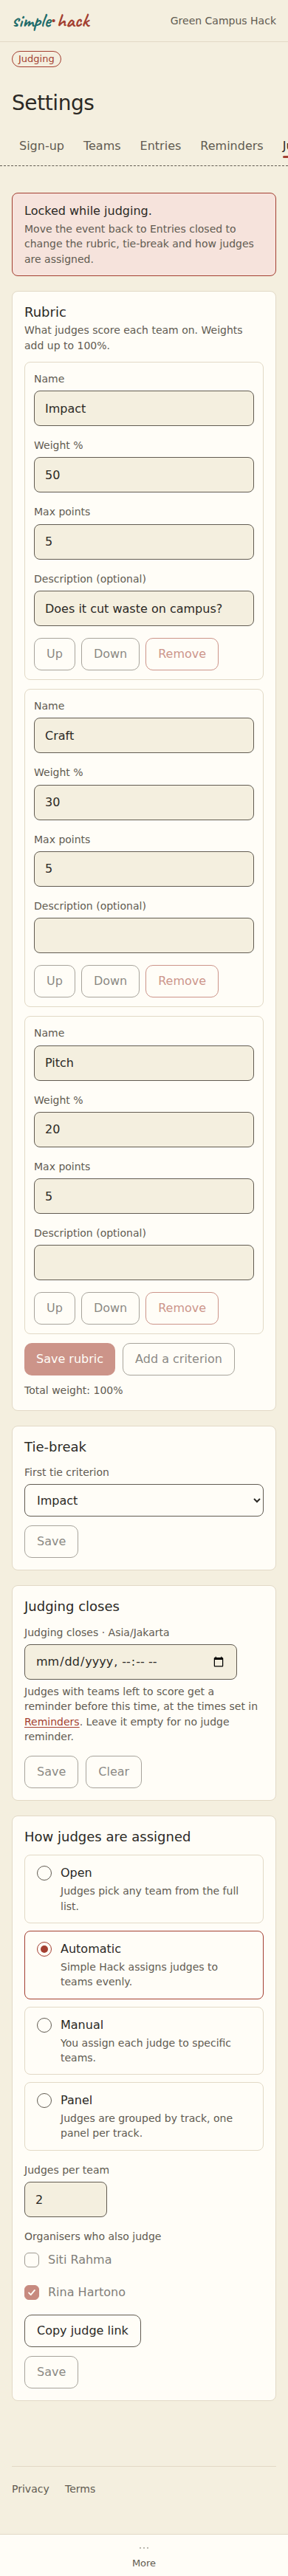 simple hack
Green Campus Hack
Judging
Settings
Sign-up Teams Entries Reminders
Locked while judging.
Move the event back to Entries closed to
change the rubric, tie-break and how judges
are assigned.
Rubric
What judges score each team on. Weights
add up to 100%.
Name
Impact
Weight %
50
Max points
5
Description (optional)
Does it cut waste on campus?
Up Down Remove
Name
Craft
Weight %
30
Max points
5
Description (optional)
Up Down Remove
Name
Pitch
Weight %
20
Max points
5
Description (optional)
Up Down Remove
Save rubric Add a criterion
Total weight: 100%
Tie-break
First tie criterion
Impact
Save
Judging closes
Judging closes · Asia/Jakarta
mm/dd/yyyy, --:-- --
Judges with teams left to score get a
reminder before this time, at the times set in
Reminders. Leave it empty for no judge
reminder.
Save Clear
How judges are assigned
Open
Judges pick any team from the full
list.
Automatic
Simple Hack assigns judges to
teams evenly.
Manual
You assign each judge to specific
teams.
Panel
Judges are grouped by track, one
panel per track.
Judges per team
2
Organisers who also judge
Siti Rahma
Rina Hartono
Copy judge link
Save
Privacy Terms
...
More